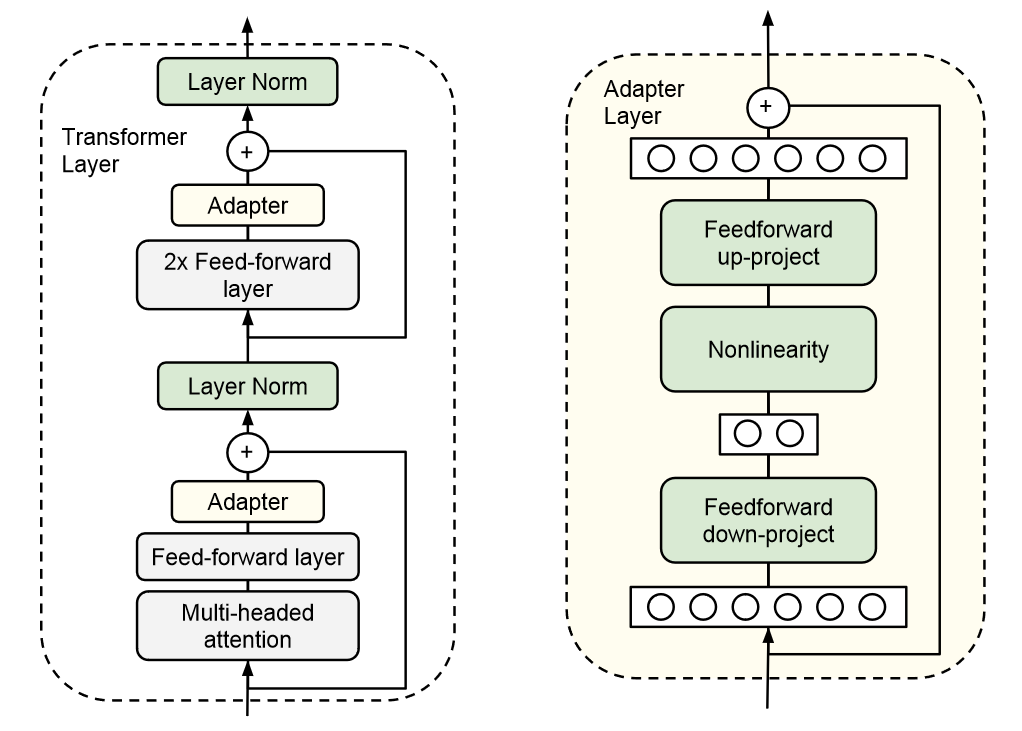 Layer Norm
Transformer
Layer
+
Adapter
2x Feed-forward
layer
Layer Norm
+
Adapter
Feed-forward layer
Multi-headed
attention
Adapter
Layer
+
Feedforward
up-project
Nonlinearity
Feedforward
down-project